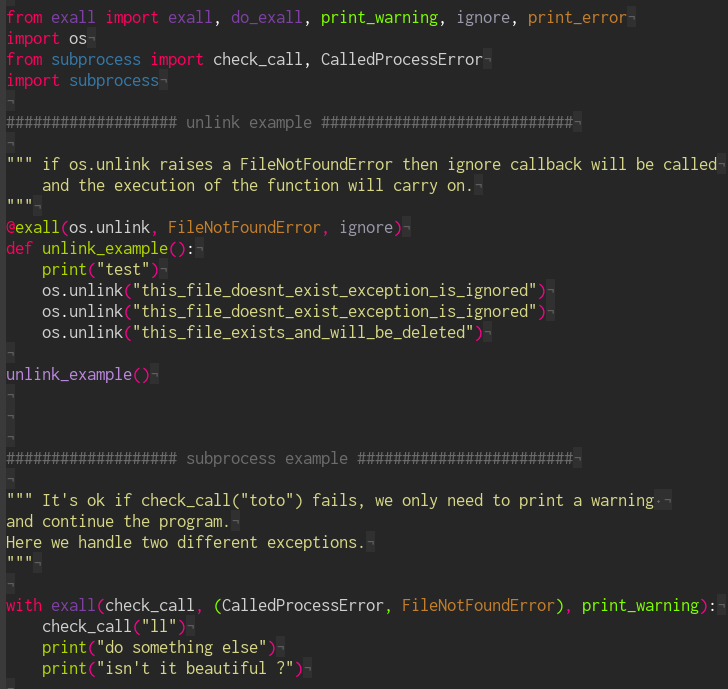 from exall import exall, do_exall, print_warning, ignore, print_error
import os
from subprocess import check_call, CalledProcessError
import subprocess
################### unlink example ############################
""" if os.unlink raises a FileNotFoundError then ignore callback will be called
    and the execution of the function will carry on.
"""
@exall(os.unlink, FileNotFoundError, ignore)
def unlink_example():
    print("test")
    os.unlink("this_file_doesnt_exist_exception_is_ignored")
    os.unlink("this_file_doesnt_exist_exception_is_ignored")
    os.unlink("this_file_exists_and_will_be_deleted")
unlink_example()
################### subprocess example ########################
""" It's ok if check_call("toto") fails, we only need to print a warning
and continue the program.
Here we handle two different exceptions.
"""
with exall(check_call, (CalledProcessError, FileNotFoundError), print_warning):
    check_call("ll")
    print("do something else")
    print("isn't it beautiful ?")